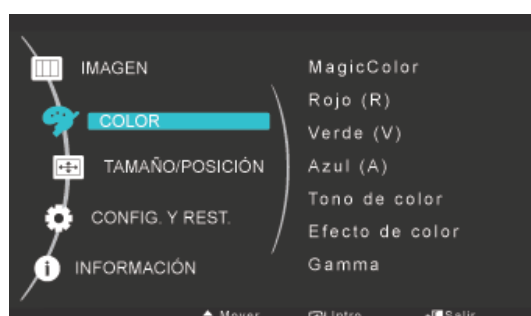 IMAGEN
COLOR
TAMAÑO/POSICIÓN
CONFIG. Y REST.
INFORMACIÓN
MagicColor
Rojo (R)
Verde (V)
Azul (A)
Tono de color
Efecto de color
Gamma
Mover Intro Salir